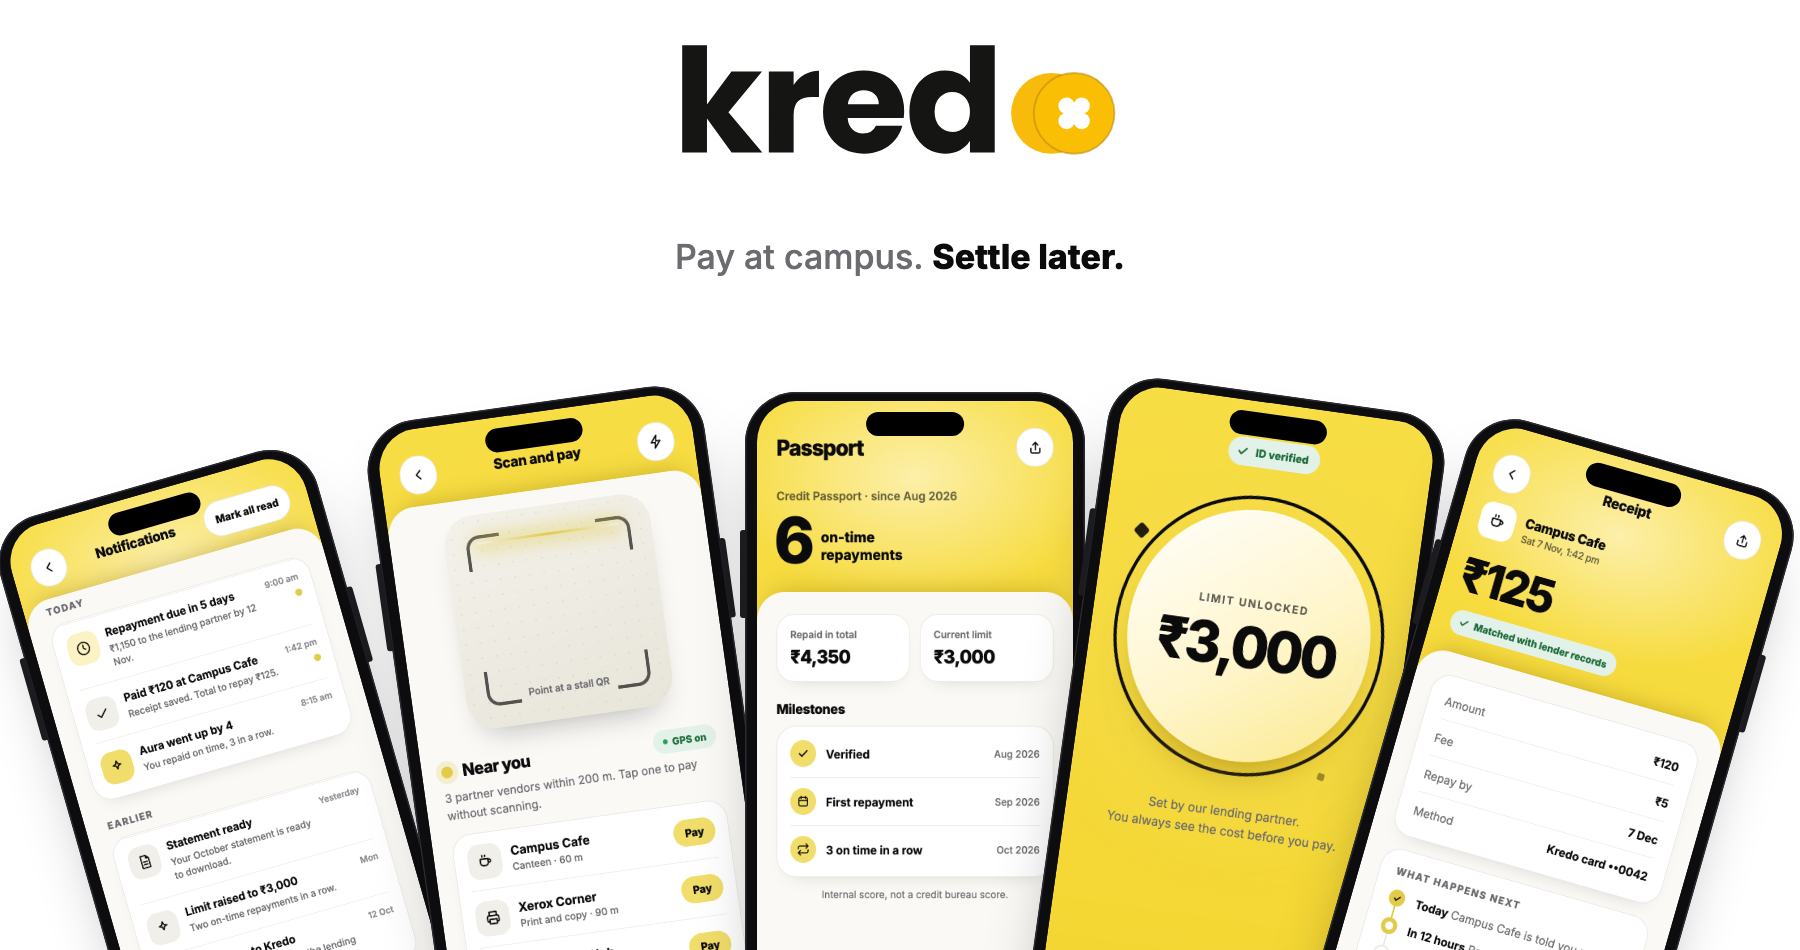 kredo
Pay at campus. Settle later.
Notifications
Mark all read
TODAY
Repayment due in 5 days
9:00 am
₹1,150 to the lending partner by 12
Nov.
Paid ₹120 at Campus Cafe
1:42 pm
Receipt saved. Total to repay ₹125.
Aura went up by 4
8:15 am
You repaid on time, 3 in a row.
EARLIER
Statement ready
Yesterday
Your October statement is ready
to download.
Limit raised to ₹3,000
Mon
Two on-time repayments in a row.
to Kredo
12 Oct
lending
Scan and pay
Point at a stall QR
GPS on
Near you
3 partner vendors within 200 m. Tap one to pay
without scanning.
Campus Cafe
Canteen · 60 m
Pay
Xerox Corner
Print and copy · 90 m
Pay
Pay
Passport
Credit Passport · since Aug 2026
6 on-time
repayments
Repaid in total
₹4,350
Current limit
₹3,000
Milestones
Verified
Aug 2026
First repayment
Sep 2026
3 on time in a row
Oct 2026
Internal score, not a credit bureau score.
ID verified
LIMIT UNLOCKED
₹3,000
Set by our lending partner.
You always see the cost before you pay.
Receipt
Campus Cafe
Sat 7 Nov, 1:42 pm
₹125
Matched with lender records
Amount
₹120
Fee
₹5
Repay by
7 Dec
Method
Kredo card ••0042
WHAT HAPPENS NEXT
Today Campus Cafe is told you
In 12 hours